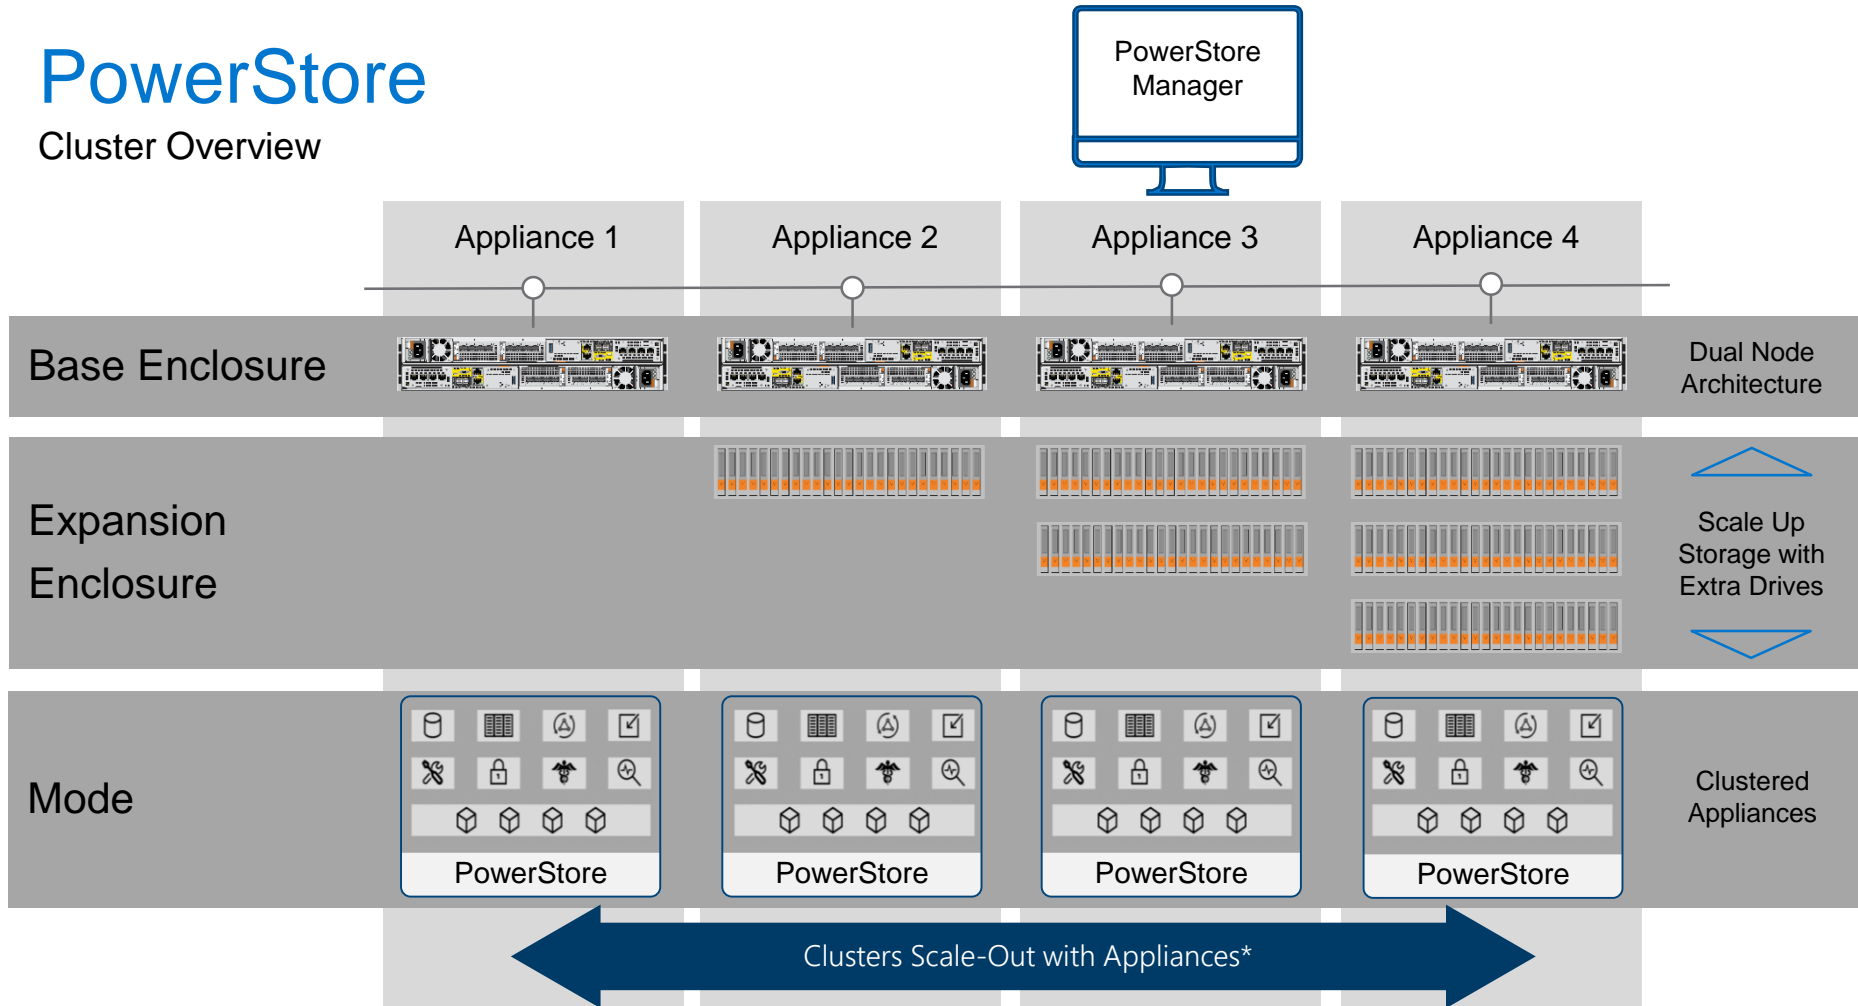 PowerStore
Cluster Overview
PowerStore
Manager
Appliance 1
Appliance 2
Appliance 3
Appliance 4
Base Enclosure
Dual Node
Architecture
Expansion
Enclosure
Scale Up
Storage with
Extra Drives
Mode
PowerStore
PowerStore
PowerStore
PowerStore
Clustered
Appliances
Clusters Scale-Out with Appliances*